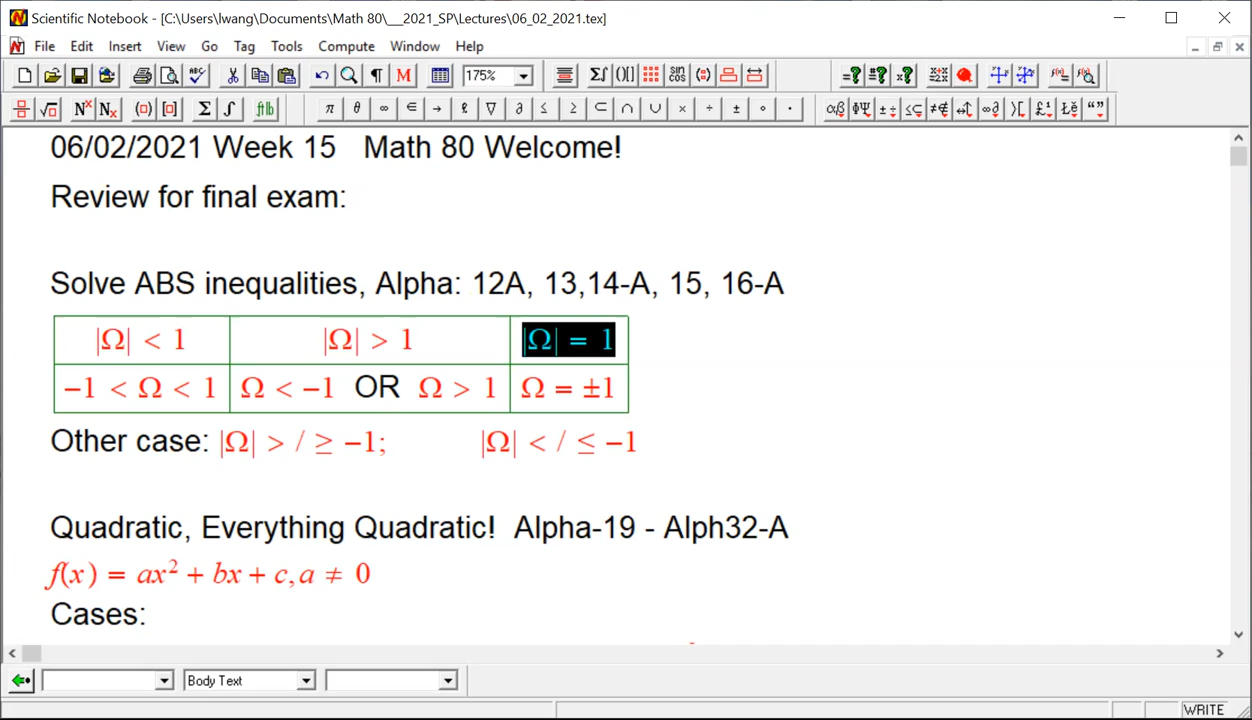 Scientific Notebook - [C:\Users\lwang\Documents\Math 80\__2021_SP\Lectures\06_02_2021.tex]
File Edit Insert View Go Tag Tools Compute Window Help
175%
06/02/2021 Week 15 Math 80 Welcome!
Review for final exam:
Solve ABS inequalities, Alpha: 12A, 13,14-A, 15, 16-A
|Ω| < 1 |Ω| > 1 |Ω| = 1
−1 < Ω < 1 Ω < −1 OR Ω > 1 Ω = ±1
Other case: |Ω| > / ≥ −1; |Ω| < / ≤ −1
Quadratic, Everything Quadratic! Alpha-19 - Alph32-A
f(x) = ax² + bx + c, a ≠ 0
Cases:
Body Text
WRITE